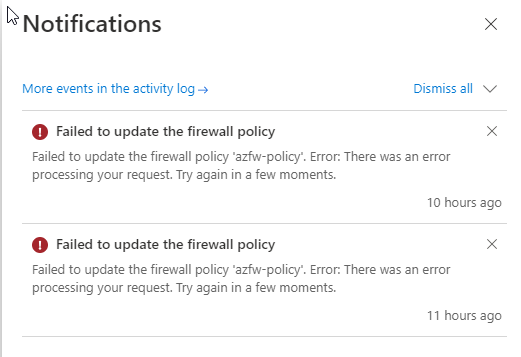 Notifications
More events in the activity log →
Dismiss all
Failed to update the firewall policy
Failed to update the firewall policy 'azfw-policy'. Error: There was an error
processing your request. Try again in a few moments.
10 hours ago
Failed to update the firewall policy
Failed to update the firewall policy 'azfw-policy'. Error: There was an error
processing your request. Try again in a few moments.
11 hours ago